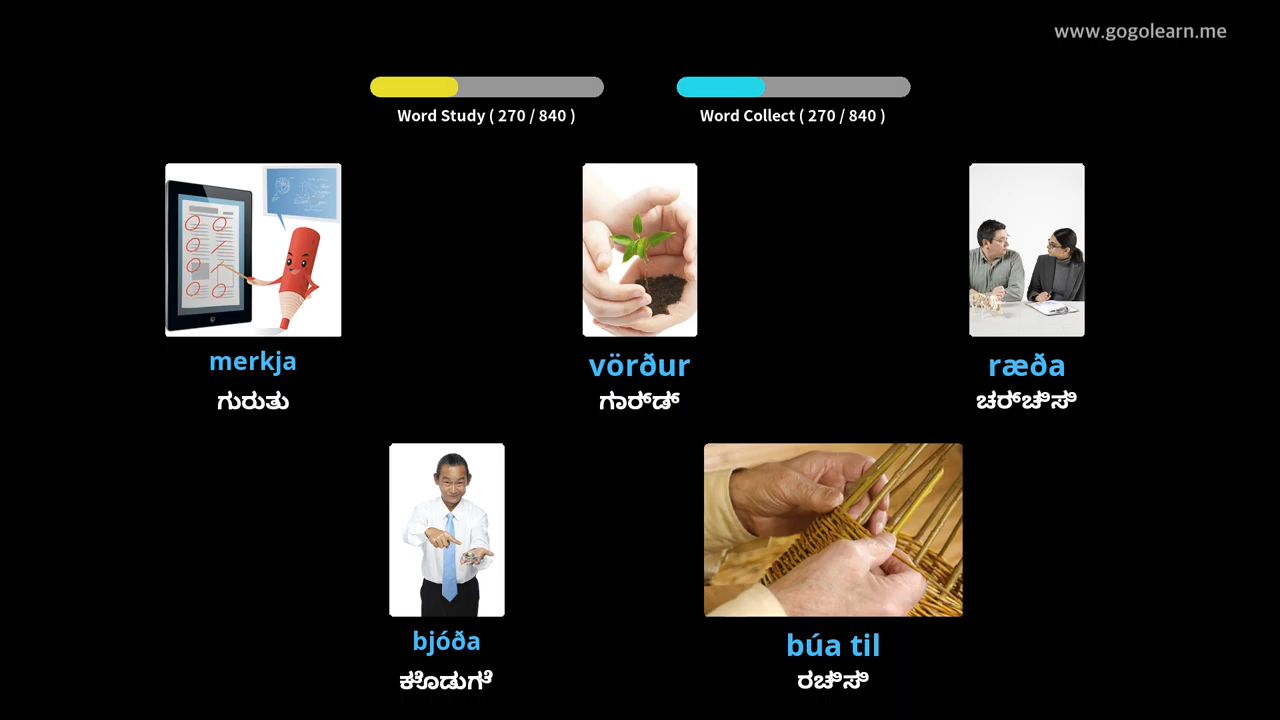 www.gogolearn.me
Word Study ( 270 / 840 )
Word Collect ( 270 / 840 )
merkja
ಗುರುತು
vörður
ಗಾರ್ಡ್
ræða
ಚರ್ಚಿಸಿ
bjóða
ಕೊಡುಗೆ
búa til
ರಚಿಸಿ